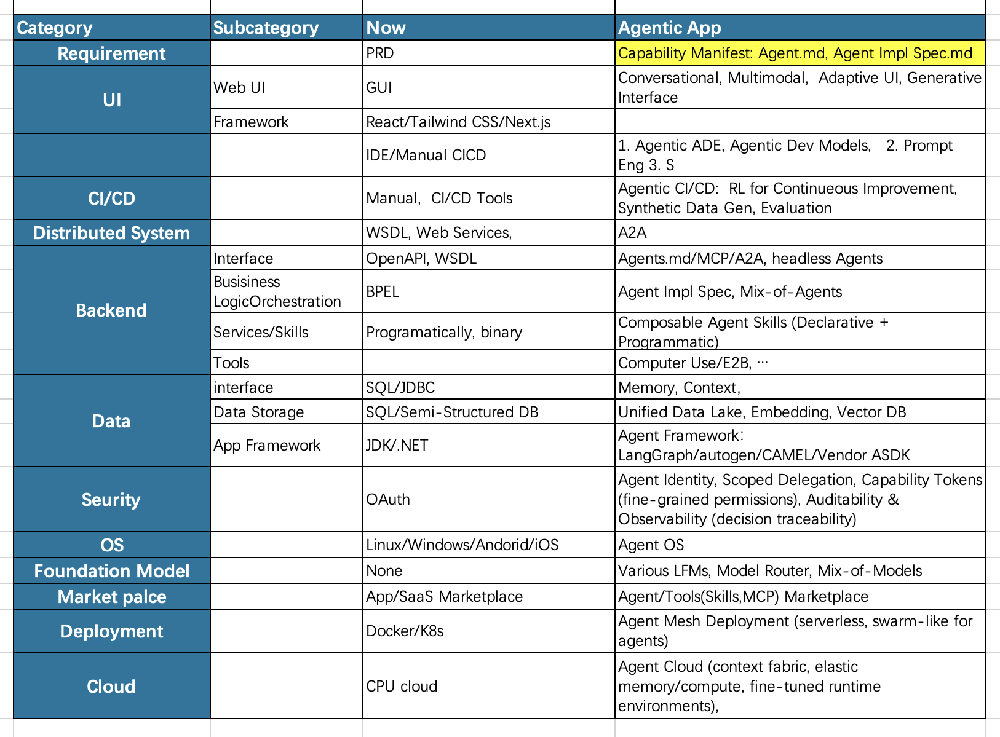 Category Subcategory Now Agentic App
Requirement PRD Capability Manifest: Agent.md, Agent Impl Spec.md
UI
Web UI GUI Conversational, Multimodal, Adaptive UI, Generative
Interface
Framework React/Tailwind CSS/Next.js
IDE/Manual CICD 1. Agentic ADE, Agentic Dev Models, 2. Prompt
Eng 3. S
CI/CD Manual, CI/CD Tools Agentic CI/CD: RL for Continueous Improvement,
Synthetic Data Gen, Evaluation
Distributed System WSDL, Web Services, A2A
Backend
Interface OpenAPI, WSDL Agents.md/MCP/A2A, headless Agents
Busisiness
LogicOrchestration BPEL Agent Impl Spec, Mix-of-Agents
Services/Skills Programatically, binary Composable Agent Skills (Declarative +
Programmatic)
Tools Computer Use/E2B, ···
Data
interface SQL/JDBC Memory, Context,
Data Storage SQL/Semi-Structured DB Unified Data Lake, Embedding, Vector DB
App Framework JDK/.NET Agent Framework:
LangGraph/autogen/CAMEL/Vendor ASDK
Seurity OAuth Agent Identity, Scoped Delegation, Capability Tokens
(fine-grained permissions), Auditability &
Observability (decision traceability)
OS Linux/Windows/Andorid/iOS Agent OS
Foundation Model None Various LFMs, Model Router, Mix-of-Models
Market palce App/SaaS Marketplace Agent/Tools(Skills,MCP) Marketplace
Deployment Docker/K8s Agent Mesh Deployment (serverless, swarm-like for
agents)
Cloud CPU cloud Agent Cloud (context fabric, elastic
memory/compute, fine-tuned runtime
environments),